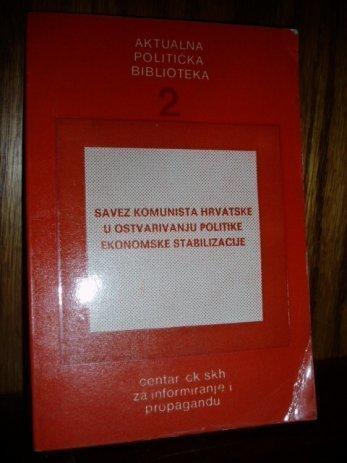 AKTUALNA
POLITIČKA
BIBLIOTEKA
2
SAVEZ KOMUNISTA HRVATSKE
U OSTVARIVANJU POLITIKE
EKONOMSKE STABILIZACIJE
centar ck skh
za informiranje i
propagandu